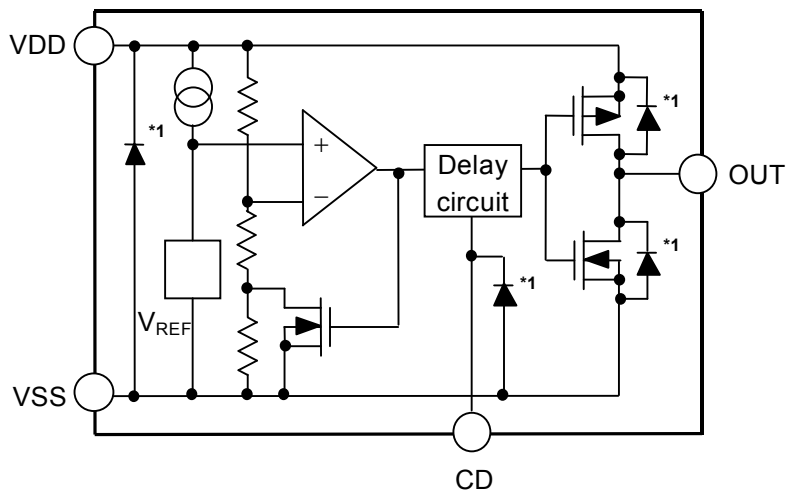 VDD
*1
*1
+
−
Delay
circuit
OUT
*1
*1
VREF
VSS
CD